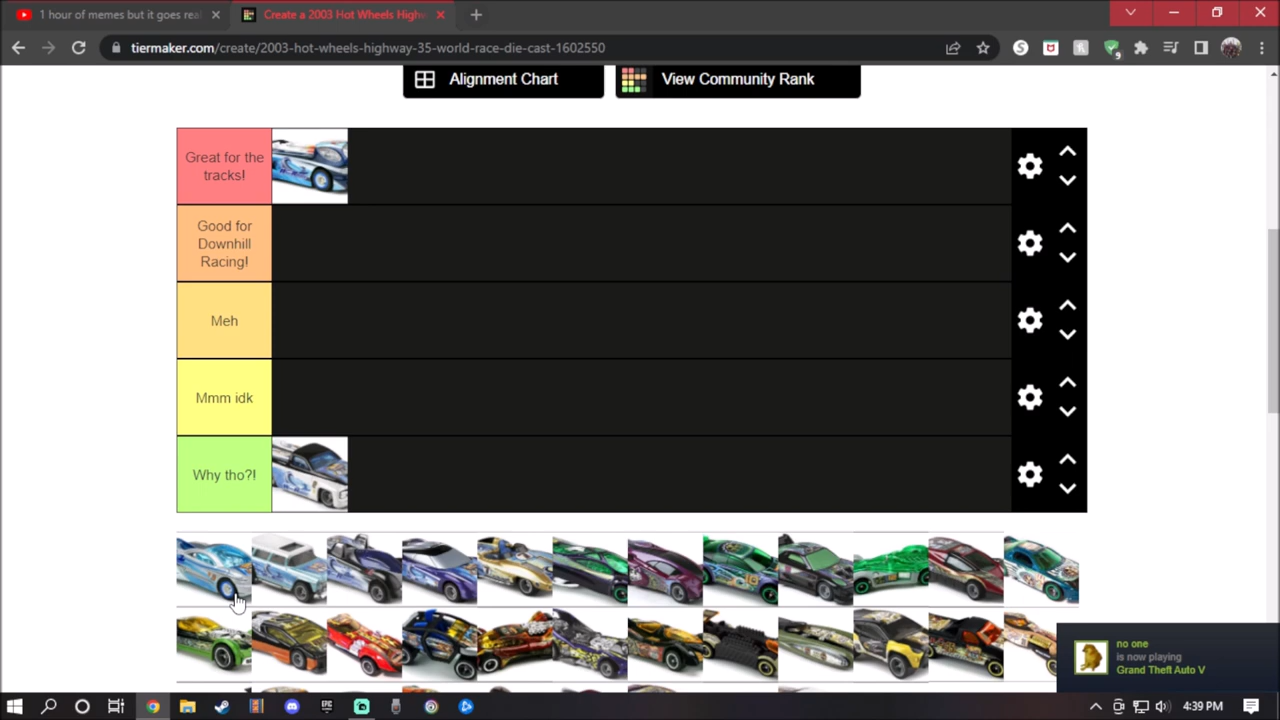 1 hour of memes but it goes rea
Create a 2003 Hot Wheels Highw
tiermaker.com/create/2003-hot-wheels-highway-35-world-race-die-cast-1602550
9
Alignment Chart
View Community Rank
Great for the
tracks!
Good for
Downhill
Racing!
Meh
Mmm idk
Why tho?!
no one
is now playing
Grand Theft Auto V
4:39 PM